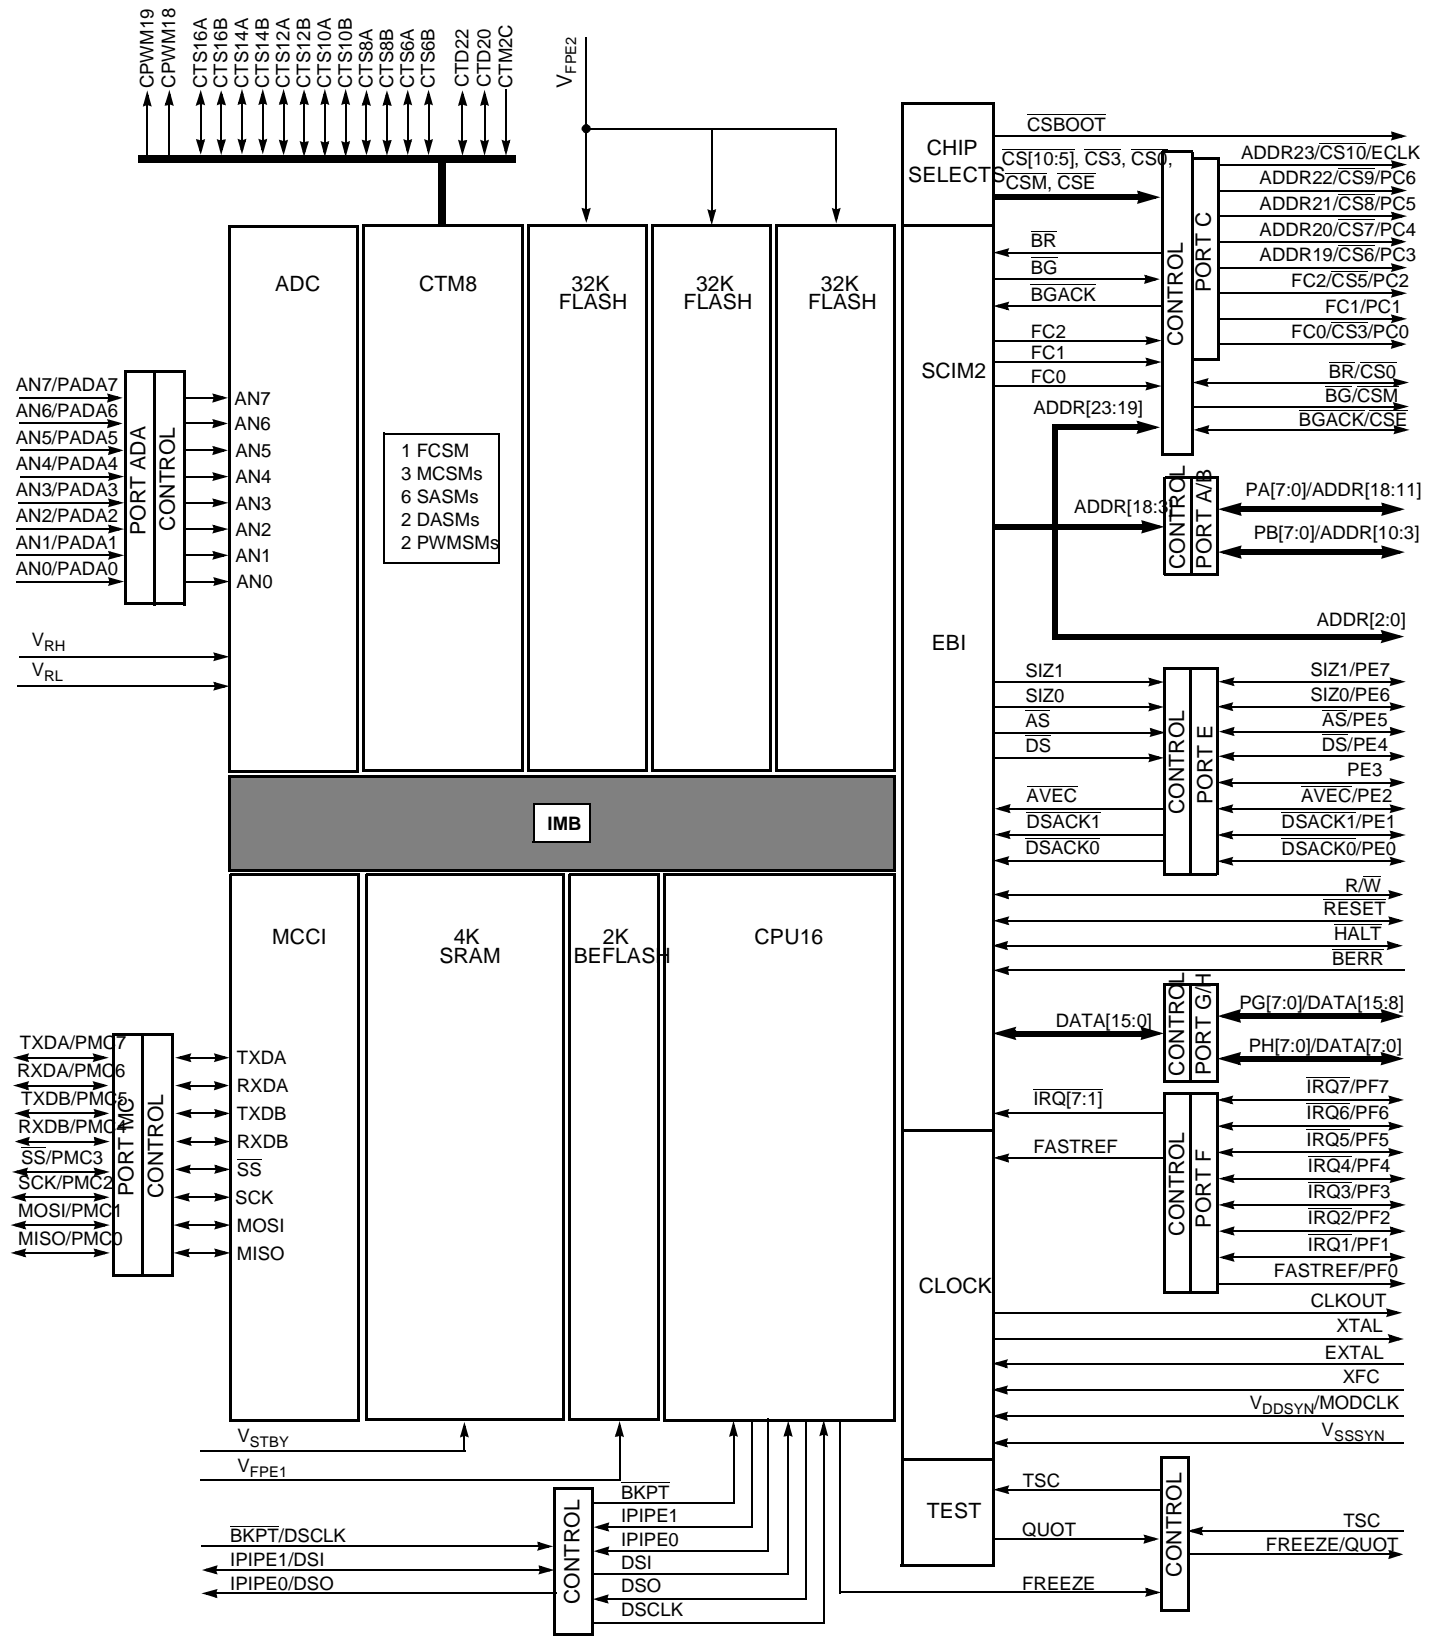 CPWM19
CPWM18
CTS16A
CTS16B
CTS14A
CTS14B
CTS12A
CTS12B
CTS10A
CTS10B
CTS8A
CTS8B
CTS6A
CTS6B
CTD22
CTD20
CTM2C
VFPE2
CHIP
SELECTS
CSBOOT
CS[10:5], CS3, CS0,
CSM, CSE
CONTROL
PORT C
ADDR23/CS10/ECLK
ADDR22/CS9/PC6
ADDR21/CS8/PC5
ADDR20/CS7/PC4
ADDR19/CS6/PC3
FC2/CS5/PC2
FC1/PC1
FC0/CS3/PC0
BR/CS0
BG/CSM
BGACK/CSE
BR
BG
BGACK
FC2
FC1
FC0
ADDR[23:19]
ADC
CTM8
32K
FLASH
32K
FLASH
32K
FLASH
SCIM2
1 FCSM
3 MCSMs
6 SASMs
2 DASMs
2 PWMSMs
AN7/PADA7
AN6/PADA6
AN5/PADA5
AN4/PADA4
AN3/PADA3
AN2/PADA2
AN1/PADA1
AN0/PADA0
PORT ADA
CONTROL
AN7
AN6
AN5
AN4
AN3
AN2
AN1
AN0
VRH
VRL
ADDR[18:3]
CONTROL
PORT A/B
PA[7:0]/ADDR[18:11]
PB[7:0]/ADDR[10:3]
ADDR[2:0]
EBI
SIZ1
SIZ0
AS
DS
AVEC
DSACK1
DSACK0
CONTROL
PORT E
SIZ1/PE7
SIZ0/PE6
AS/PE5
DS/PE4
PE3
AVEC/PE2
DSACK1/PE1
DSACK0/PE0
R/W
RESET
HALT
BERR
IMB
MCCI
4K
SRAM
2K
BEFLASH
CPU16
DATA[15:0]
CONTROL
PORT G/H
PG[7:0]/DATA[15:8]
PH[7:0]/DATA[7:0]
TXDA/PMC7
RXDA/PMC6
TXDB/PMC5
RXDB/PMC4
SS/PMC3
SCK/PMC2
MOSI/PMC1
MISO/PMC0
PORT MC
CONTROL
TXDA
RXDA
TXDB
RXDB
SS
SCK
MOSI
MISO
IRQ[7:1]
FASTREF
CONTROL
PORT F
IRQ7/PF7
IRQ6/PF6
IRQ5/PF5
IRQ4/PF4
IRQ3/PF3
IRQ2/PF2
IRQ1/PF1
FASTREF/PF0
CLOCK
CLKOUT
XTAL
EXTAL
XFC
VDDSYN/MODCLK
VSSSYN
VSTBY
VFPE1
BKPT/DSCLK
IPIPE1/DSI
IPIPE0/DSO
CONTROL
BKPT
IPIPE1
IPIPE0
DSI
DSO
DSCLK
TEST
TSC
QUOT
FREEZE
CONTROL
TSC
FREEZE/QUOT